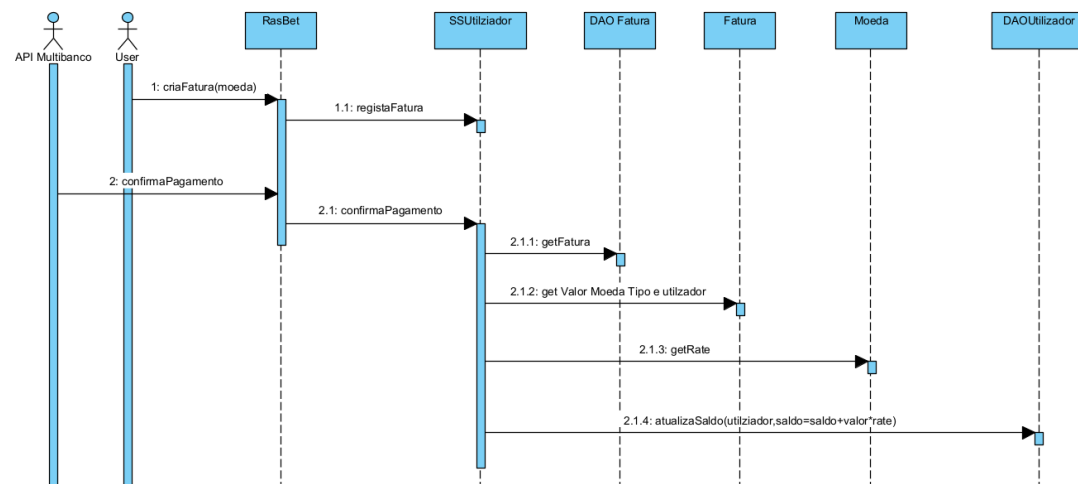 RasBet
SSUtilziador
DAO Fatura
Fatura
Moeda
DAOUtilizador
API Multibanco
User
1: criaFatura(moeda)
1.1: registaFatura
2: confirmaPagamento
2.1: confirmaPagamento
2.1.1: getFatura
2.1.2: get Valor Moeda Tipo e utilzador
2.1.3: getRate
2.1.4: atualizaSaldo(utilziador,saldo=saldo+valor*rate)